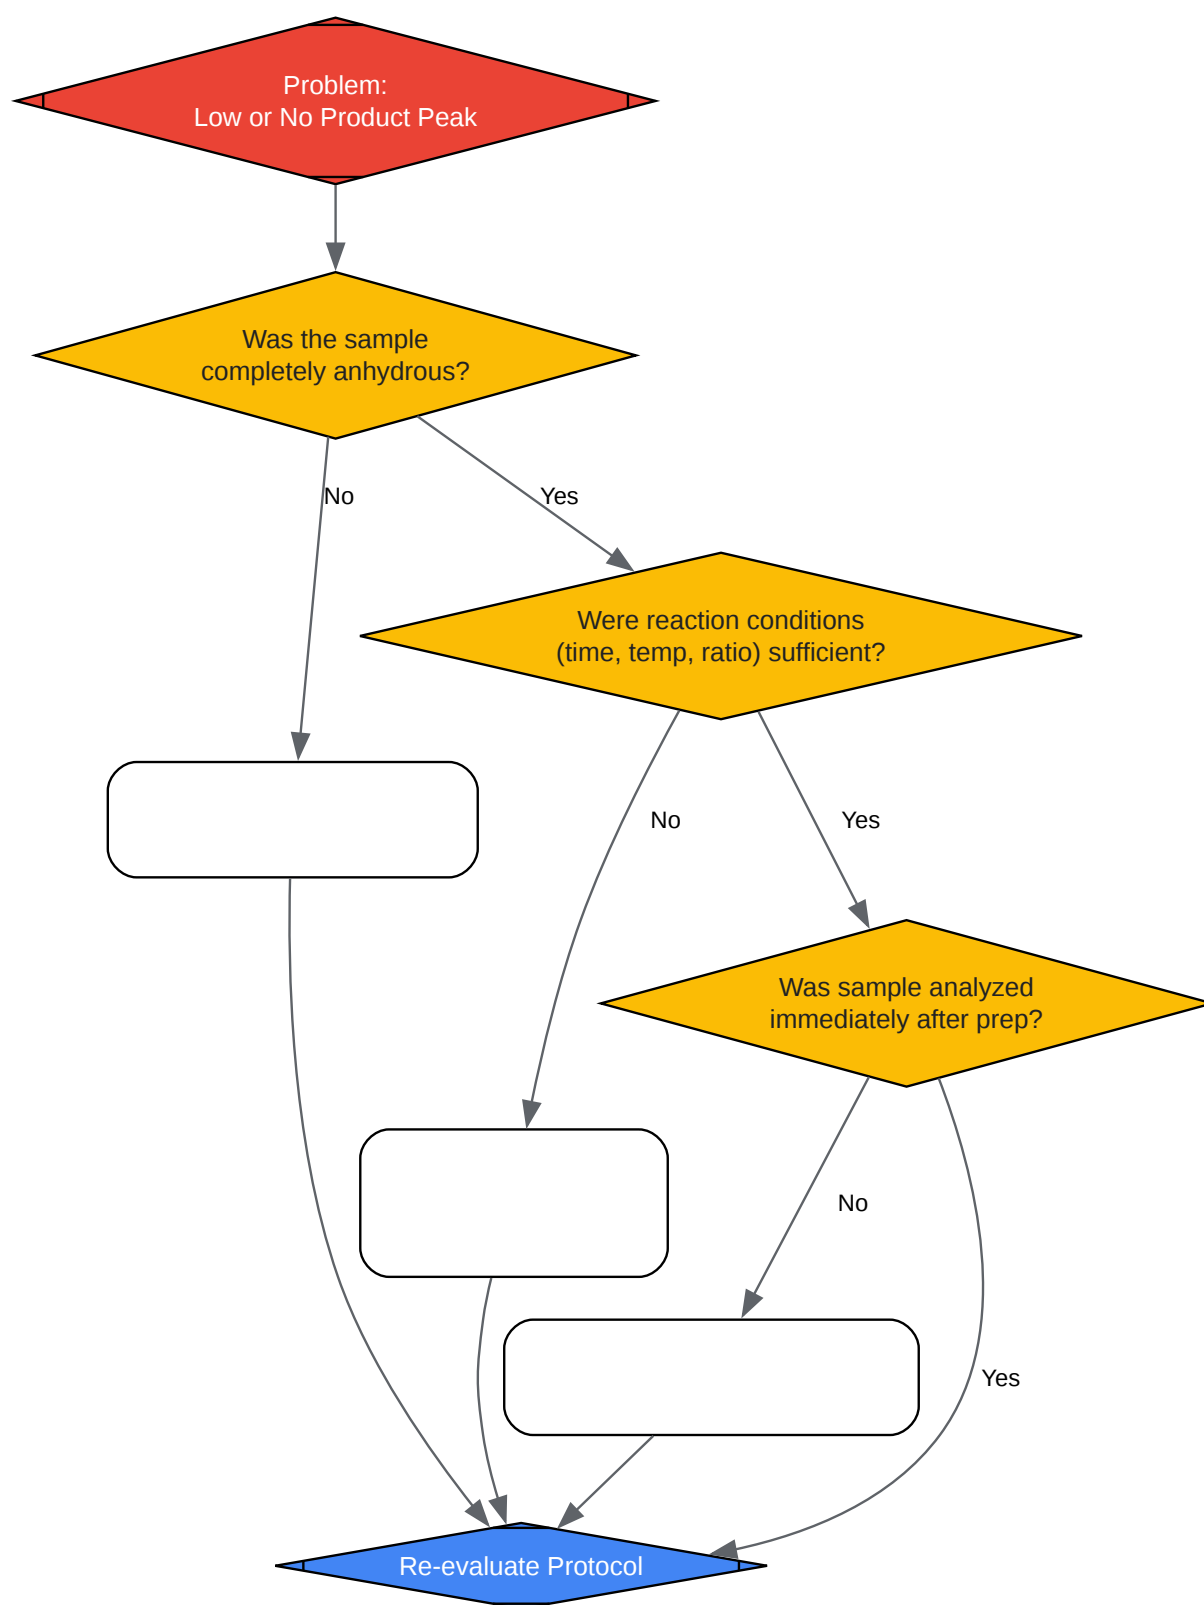 Problem:
Low or No Product Peak
Was the sample
completely anhydrous?
No
Yes
Were reaction conditions
(time, temp, ratio) sufficient?
No
Yes
Was sample analyzed
immediately after prep?
No
Yes
Re-evaluate Protocol